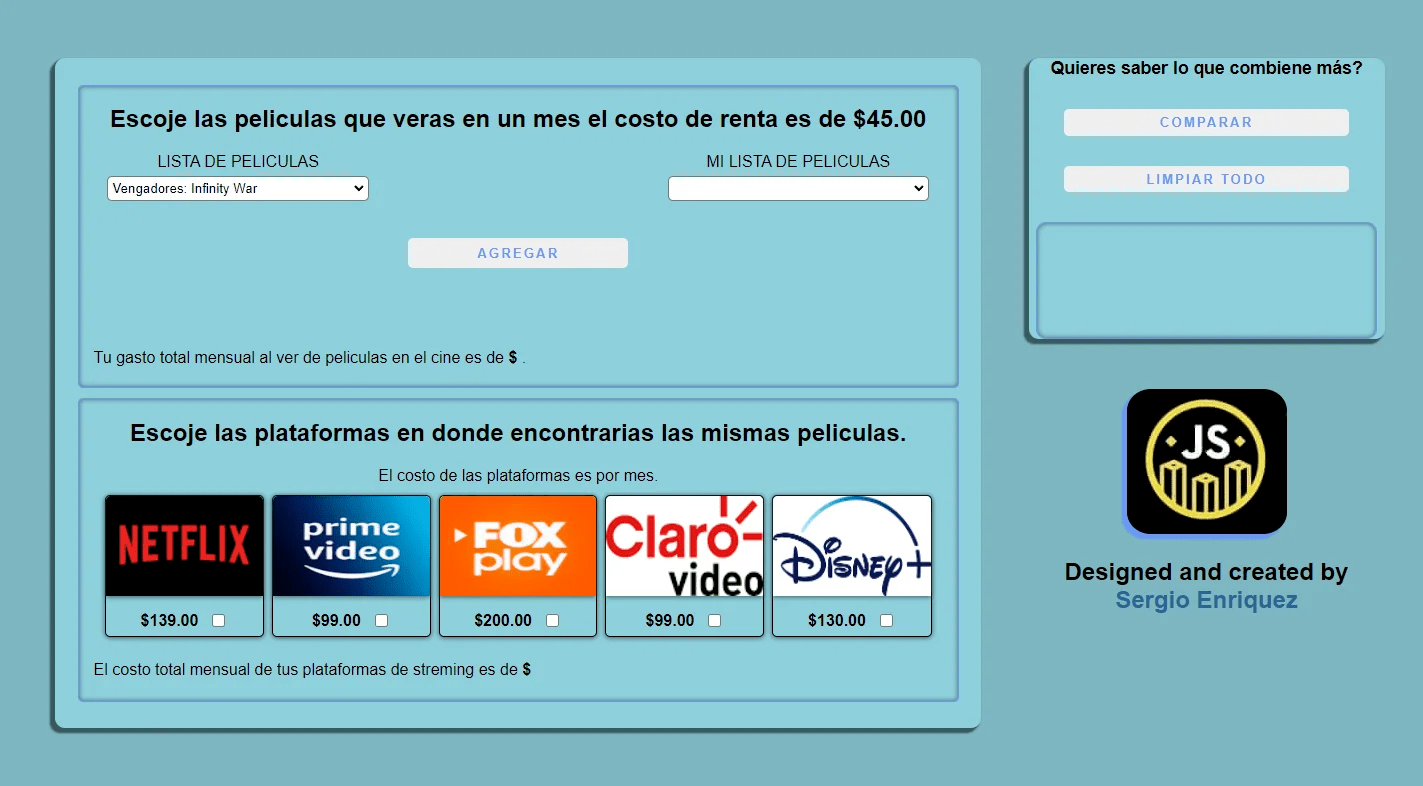 Escoje las peliculas que veras en un mes el costo de renta es de $45.00
LISTA DE PELICULAS
MI LISTA DE PELICULAS
Vengadores: Infinity War
AGREGAR
Tu gasto total mensual al ver de peliculas en el cine es de $ .
Escoje las plataformas en donde encontrarias las mismas peliculas.
El costo de las plataformas es por mes.
NETFLIX
prime
video
FOX
play
Claro-
video
Disney+
$139.00
$99.00
$200.00
$99.00
$130.00
El costo total mensual de tus plataformas de streming es de $
Quieres saber lo que combiene más?
COMPARAR
LIMPIAR TODO
JS
Designed and created by
Sergio Enriquez